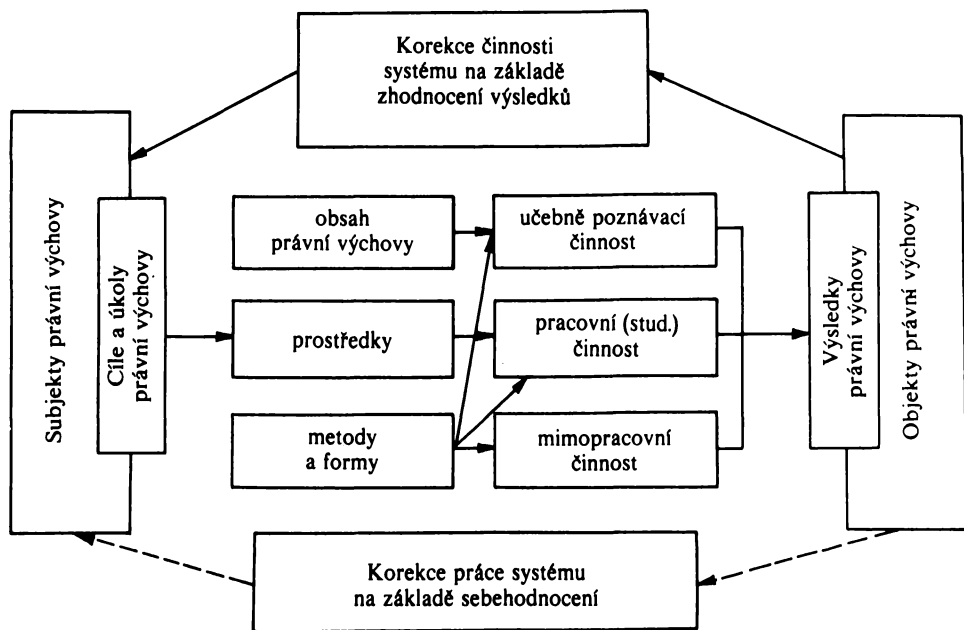 Korekce činnosti
systému na základě
zhodnocení výsledků
Subjekty právní výchovy
Cíle a úkoly
právní výchovy
obsah
právní výchovy
prostředky
metody
a formy
učebně poznávací
činnost
pracovní (stud.)
činnost
mimopracovní
činnost
Výsledky
právní výchovy
Objekty právní výchovy
Korekce práce systému
na základě sebehodnocení